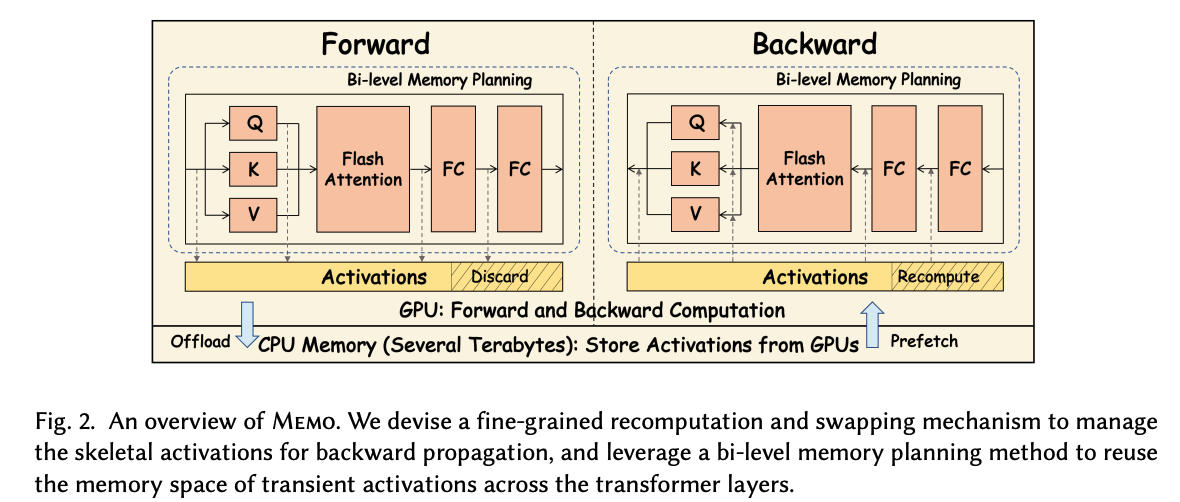 Forward
Backward
Bi-level Memory Planning
Bi-level Memory Planning
Q
K
V
Flash
Attention
FC
FC
Q
K
V
Flash
Attention
FC
FC
Activations
Discard
Activations
Recompute
GPU: Forward and Backward Computation
Offload
CPU Memory (Several Terabytes): Store Activations from GPUs
Prefetch
Fig. 2. An overview of MEMO. We devise a fine-grained recomputation and swapping mechanism to manage
the skeletal activations for backward propagation, and leverage a bi-level memory planning method to reuse
the memory space of transient activations across the transformer layers.